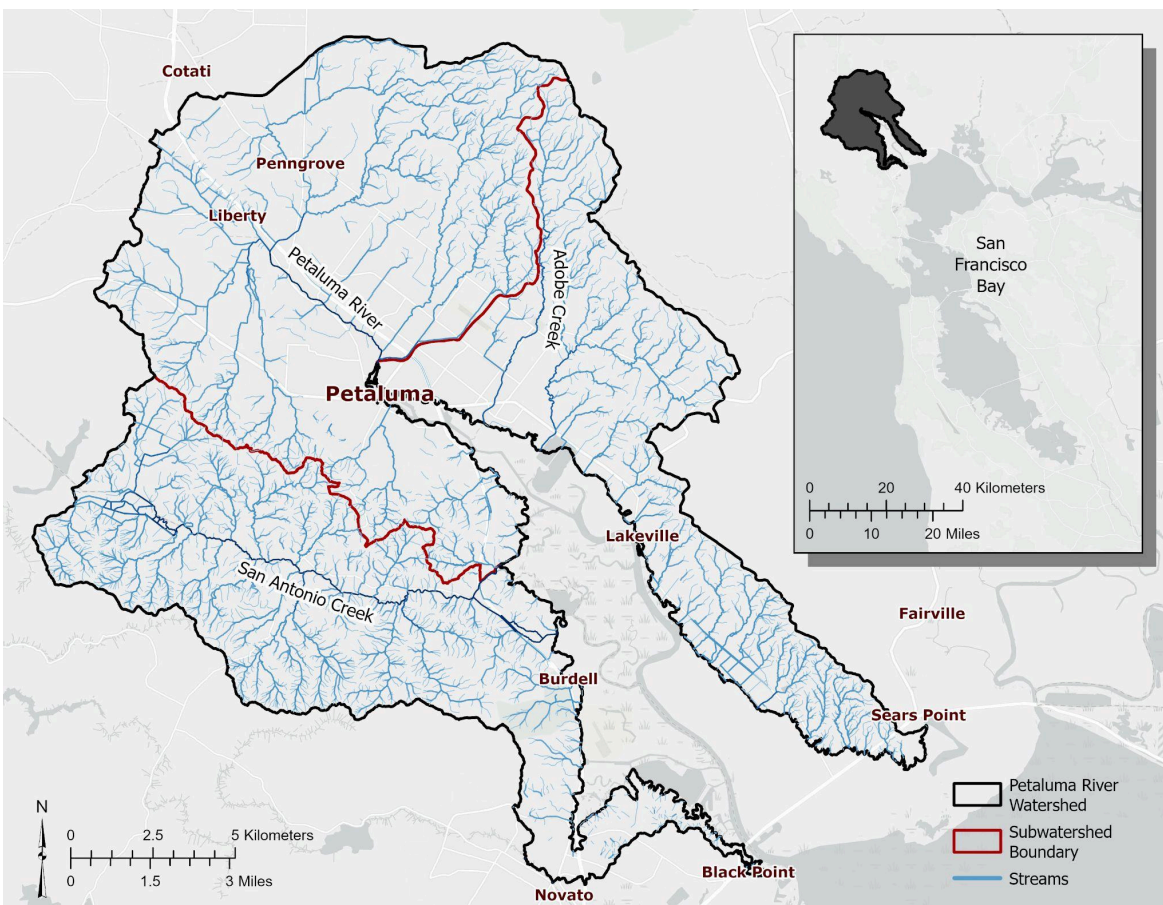 Cotati
Penngrove
Liberty
Petaluma River
Adobe Creek
Petaluma
San Antonio Creek
Lakeville
Fairville
Burdell
Sears Point
Black Point
Novato
San
Francisco
Bay
0 20 40 Kilometers
0 10 20 Miles
N
0 2.5 5 Kilometers
0 1.5 3 Miles
Petaluma River
Watershed
Subwatershed
Boundary
Streams